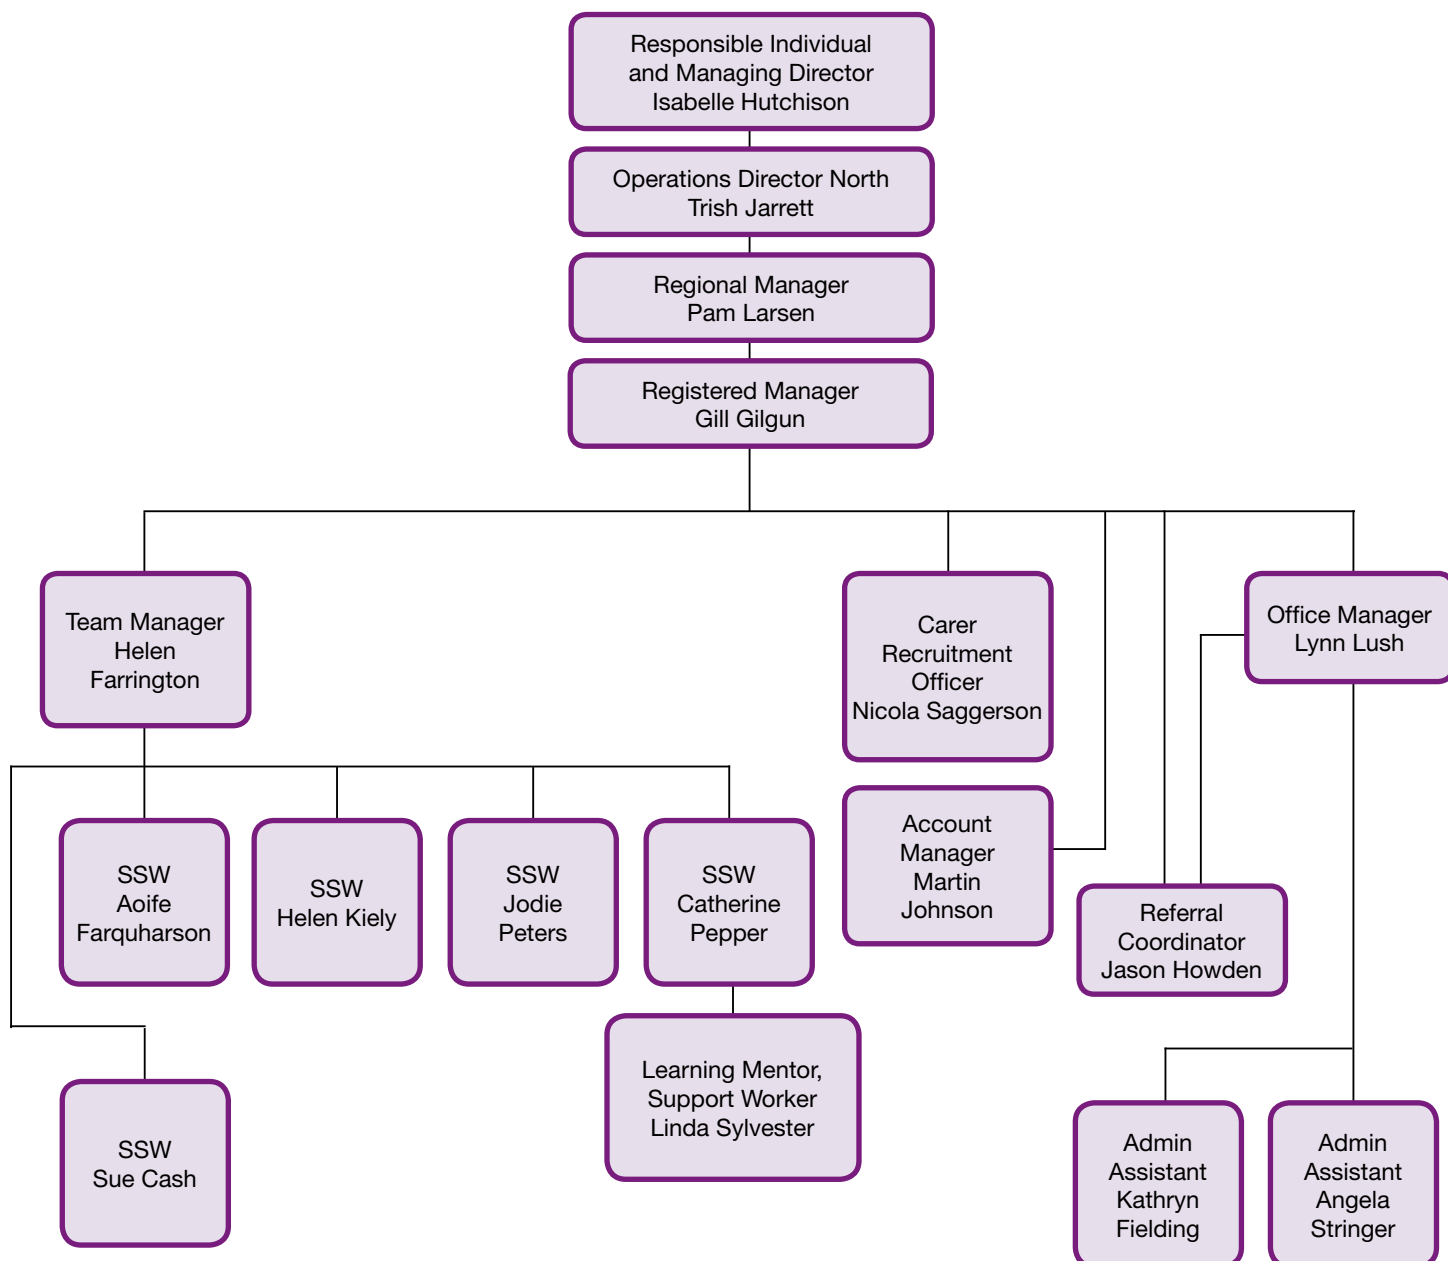 Responsible Individual
and Managing Director
Isabelle Hutchison
Operations Director North
Trish Jarrett
Regional Manager
Pam Larsen
Registered Manager
Gill Gilgun
Team Manager
Helen
Farrington
Carer
Recruitment
Officer
Nicola Saggerson
Office Manager
Lynn Lush
Account
Manager
Martin
Johnson
SSW
Aoife
Farquharson
SSW
Helen Kiely
SSW
Jodie
Peters
SSW
Catherine
Pepper
Referral
Coordinator
Jason Howden
Learning Mentor,
Support Worker
Linda Sylvester
SSW
Sue Cash
Admin
Assistant
Kathryn
Fielding
Admin
Assistant
Angela
Stringer